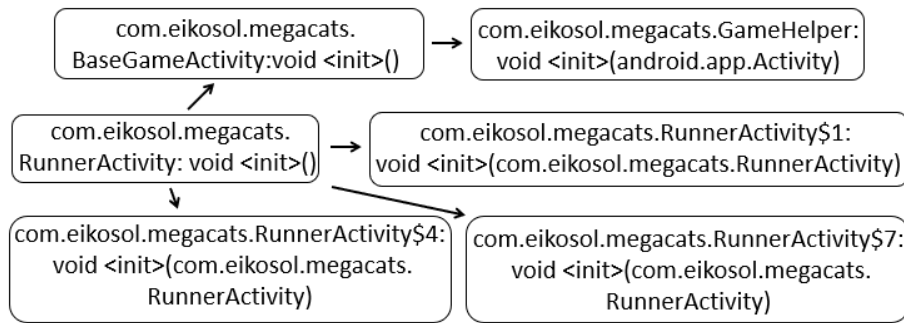 com.eikosol.megacats.
BaseGameActivity:void <init>()
com.eikosol.megacats.GameHelper:
void <init>(android.app.Activity)
com.eikosol.megacats.
RunnerActivity: void <init>()
com.eikosol.megacats.RunnerActivity$1:
void <init>(com.eikosol.megacats.RunnerActivity)
com.eikosol.megacats.RunnerActivity$4:
void <init>(com.eikosol.megacats.
RunnerActivity)
com.eikosol.megacats.RunnerActivity$7:
void <init>(com.eikosol.megacats.
RunnerActivity)